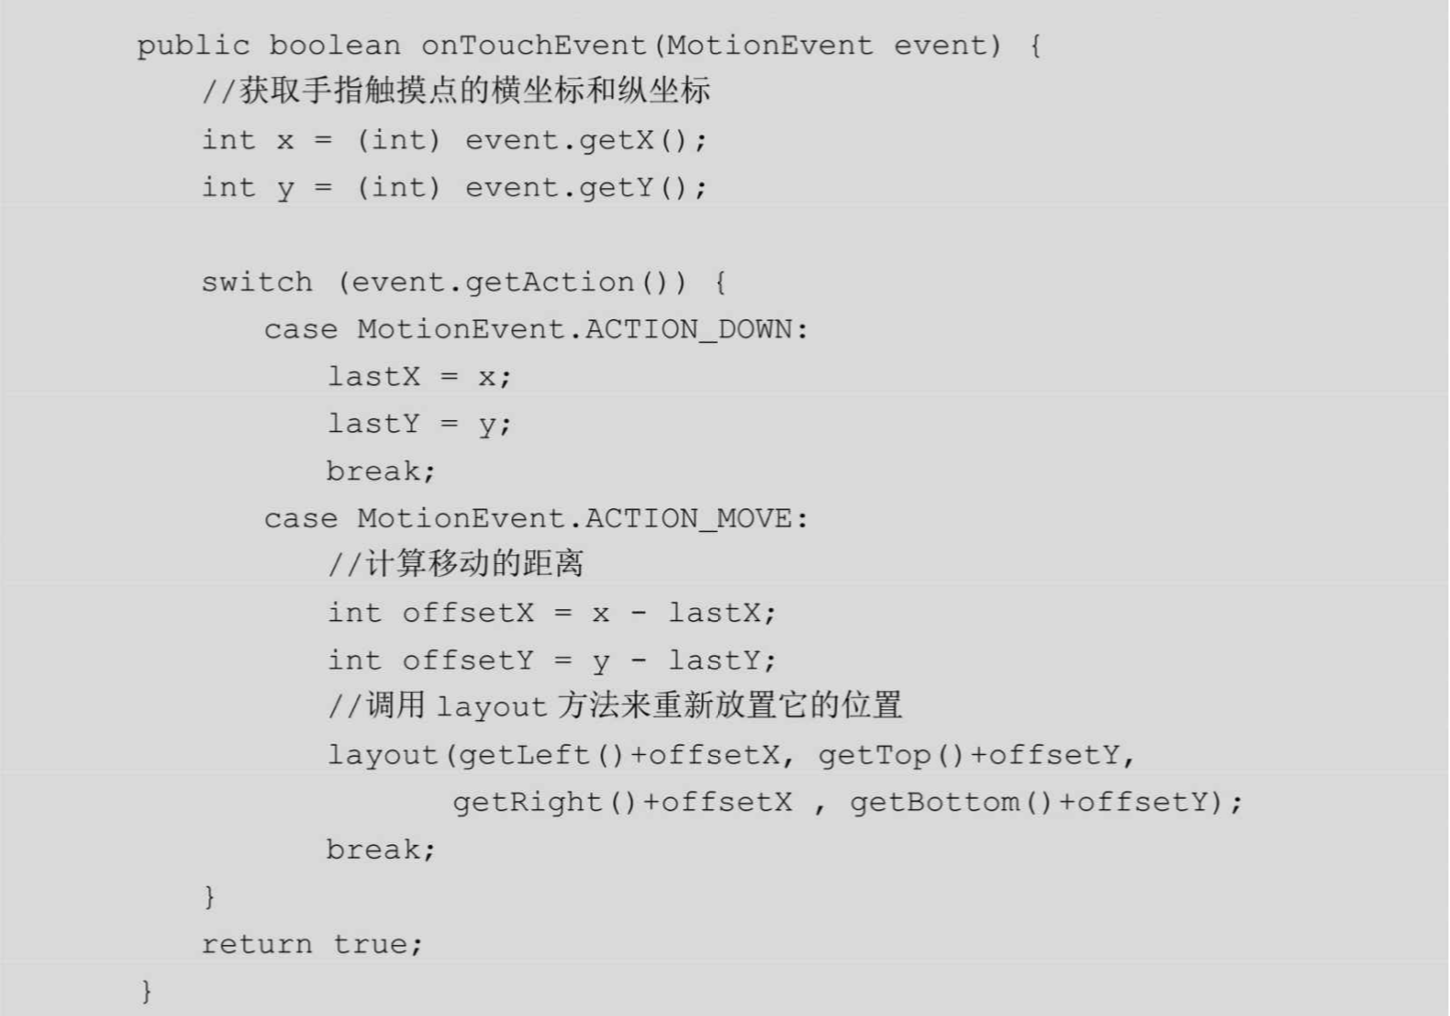 public boolean onTouchEvent(MotionEvent event) {
//获取手指触摸点的横坐标和纵坐标
int x = (int) event.getX();
int y = (int) event.getY();
switch (event.getAction()) {
case MotionEvent.ACTION_DOWN:
lastX = x;
lastY = y;
break;
case MotionEvent.ACTION_MOVE:
//计算移动的距离
int offsetX = x - lastX;
int offsetY = y - lastY;
//调用 layout 方法来重新放置它的位置
layout(getLeft()+offsetX, getTop()+offsetY,
getRight()+offsetX , getBottom()+offsetY);
break;
}
return true;
}